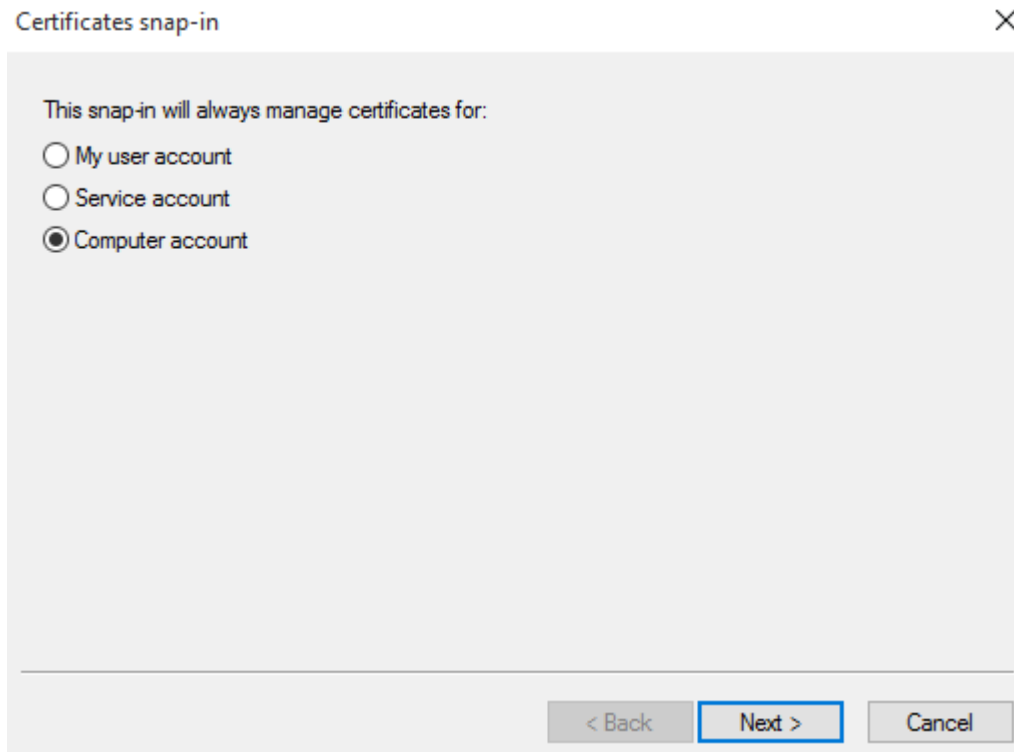 Certificates snap-in
This snap-in will always manage certificates for:
My user account
Service account
Computer account
< Back Next > Cancel